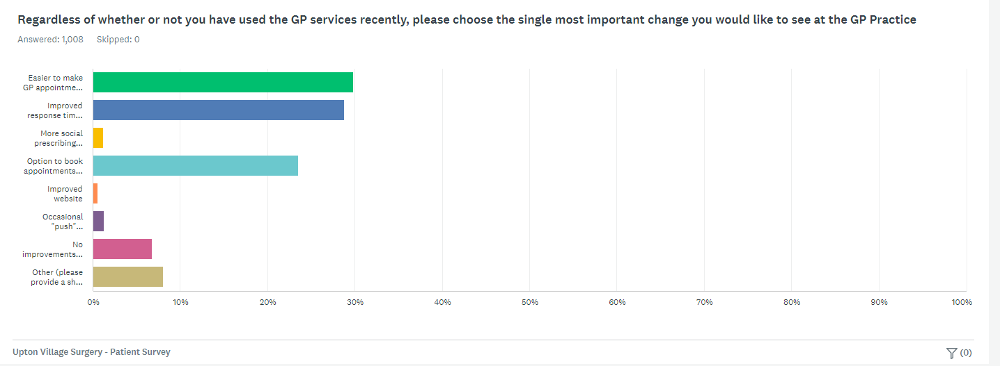 Regardless of whether or not you have used the GP services recently, please choose the single most important change you would like to see at the GP Practice
Answered: 1,008 Skipped: 0
Easier to make
GP appointme...
Improved
response tim...
More social
prescribing...
Option to book
appointments...
Improved
website
Occasional
"push"...
No
improvements...
Other (please
provide a sh...
0% 10% 20% 30% 40% 50% 60% 70% 80% 90% 100%
Upton Village Surgery - Patient Survey
(0)